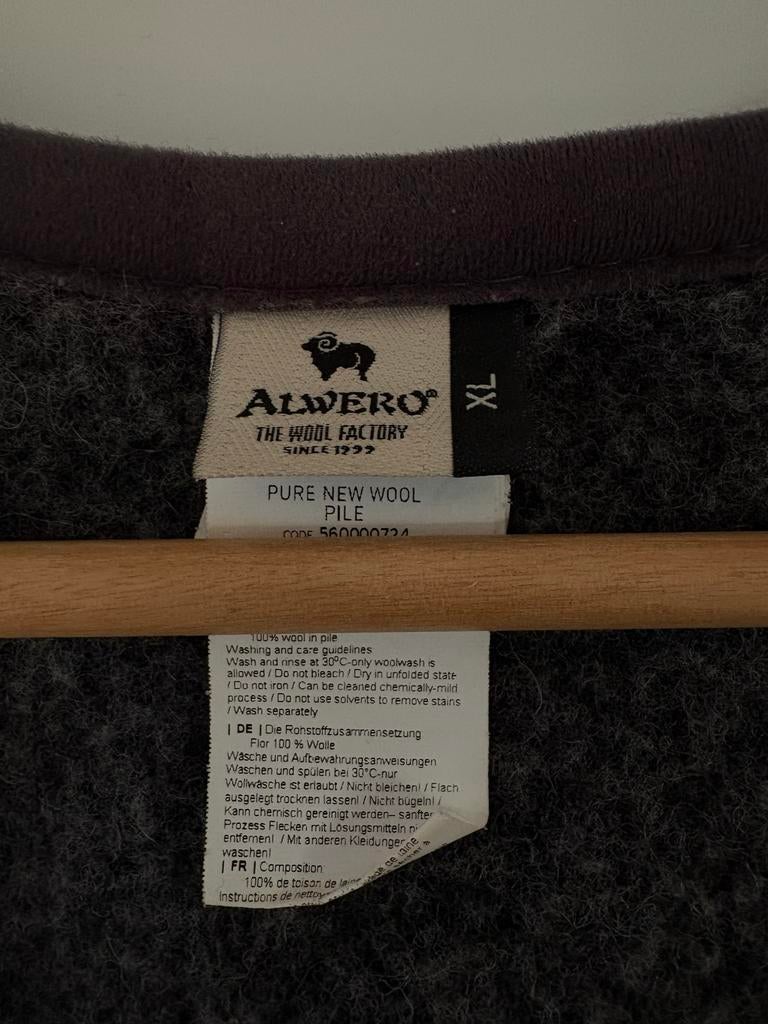 ALWERO®
THE WOOL FACTORY
SINCE 1999
XL
PURE NEW WOOL
PILE
CODE 560000734
100% wool in pile
Washing and care guidelines
Wash and rinse at 30°C-only woolwash is
allowed / Do not bleach / Dry in unfolded state
/ Do not iron / Can be cleaned chemically-mild
process / Do not use solvents to remove stains
/ Wash separately
| DE | Die Rohstoffzusammensetzung
Flor 100 % Wolle
Wäsche und Aufbewahrungsanweisungen
Waschen und spülen bei 30°C-nur
Wollwäsche ist erlaubt / Nicht bleichen! / Flach
ausgelegt trocknen lassen! / Nicht bügeln! /
Kann chemisch gereinigt werden– sanfter
Prozess Flecken mit Lösungsmitteln
entfernen! / Mit anderen
waschen!
| FR | Composition
100% de toison de laine
Instructions de